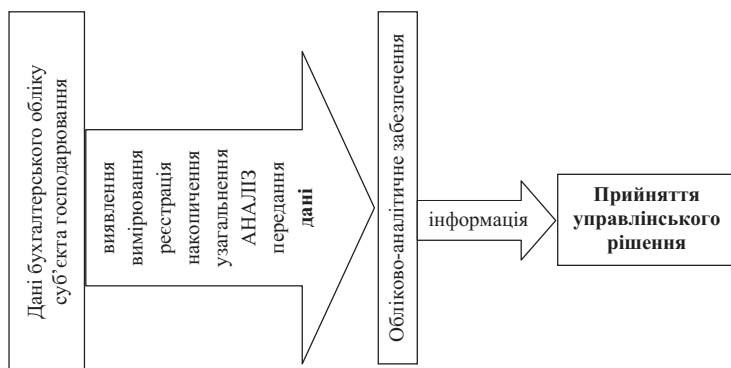 Дані бухгалтерського обліку
суб’єкта господарювання
виявлення
вимірювання
реєстрація
накопичення
узагальнення
АНАЛІЗ
передання
дані
Обліково-аналітичне забезпечення
інформація
Прийняття
управлінського
рішення